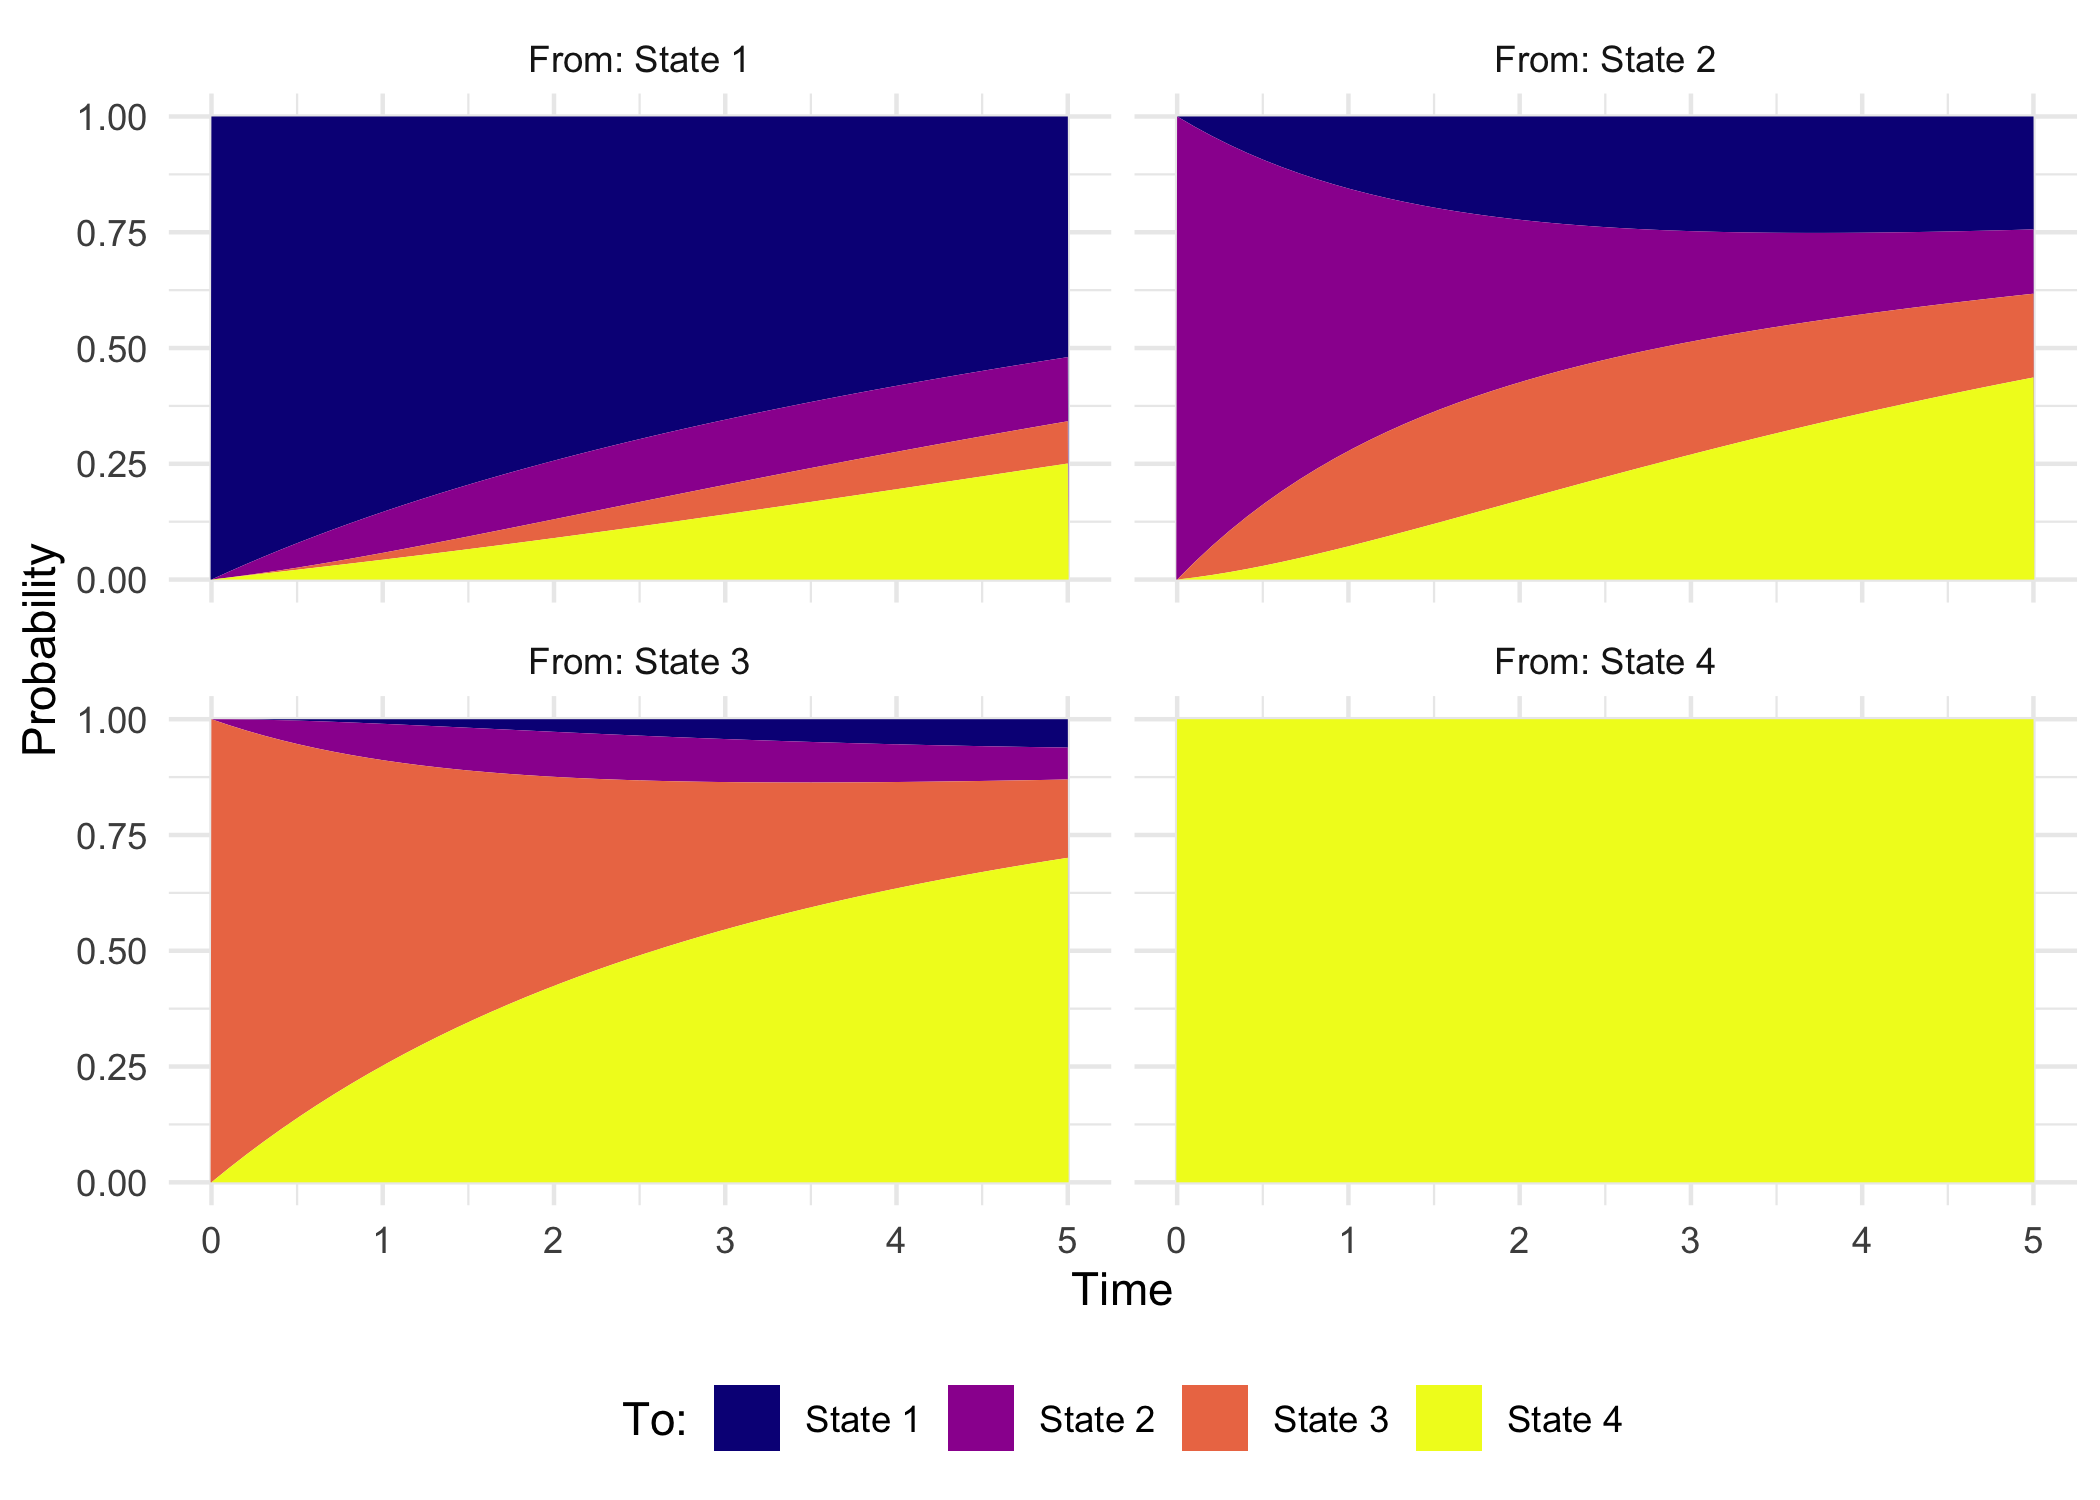 From: State 1
From: State 2
1.00
0.75
0.50
0.25
0.00
Probability
From: State 3
From: State 4
1.00
0.75
0.50
0.25
0.00
0 1 2 3 4 5 0 1 2 3 4 5
Time
To: State 1 State 2 State 3 State 4